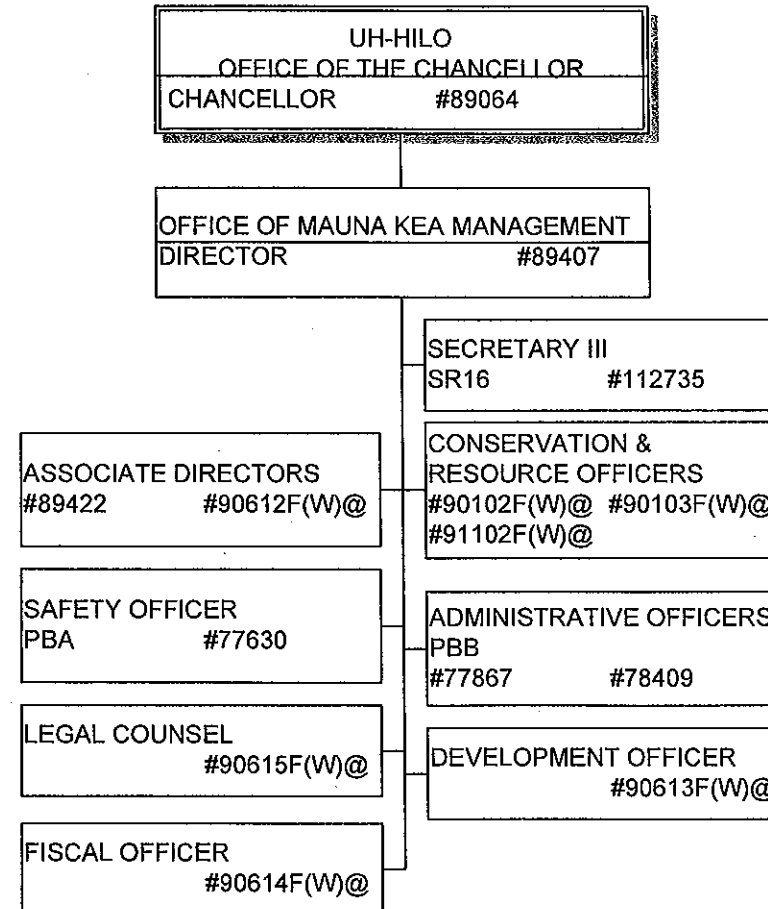 UH-HILO
OFFICE OF THE CHANCELLOR
CHANCELLOR #89064
OFFICE OF MAUNA KEA MANAGEMENT
DIRECTOR #89407
SECRETARY III
SR16 #112735
ASSOCIATE DIRECTORS
#89422 #90612F(W)@
CONSERVATION &
RESOURCE OFFICERS
#90102F(W)@ #90103F(W)@
#91102F(W)@
SAFETY OFFICER
PBA #77630
ADMINISTRATIVE OFFICERS
PBB
#77867 #78409
LEGAL COUNSEL
#90615F(W)@
DEVELOPMENT OFFICER
#90613F(W)@
FISCAL OFFICER
#90614F(W)@